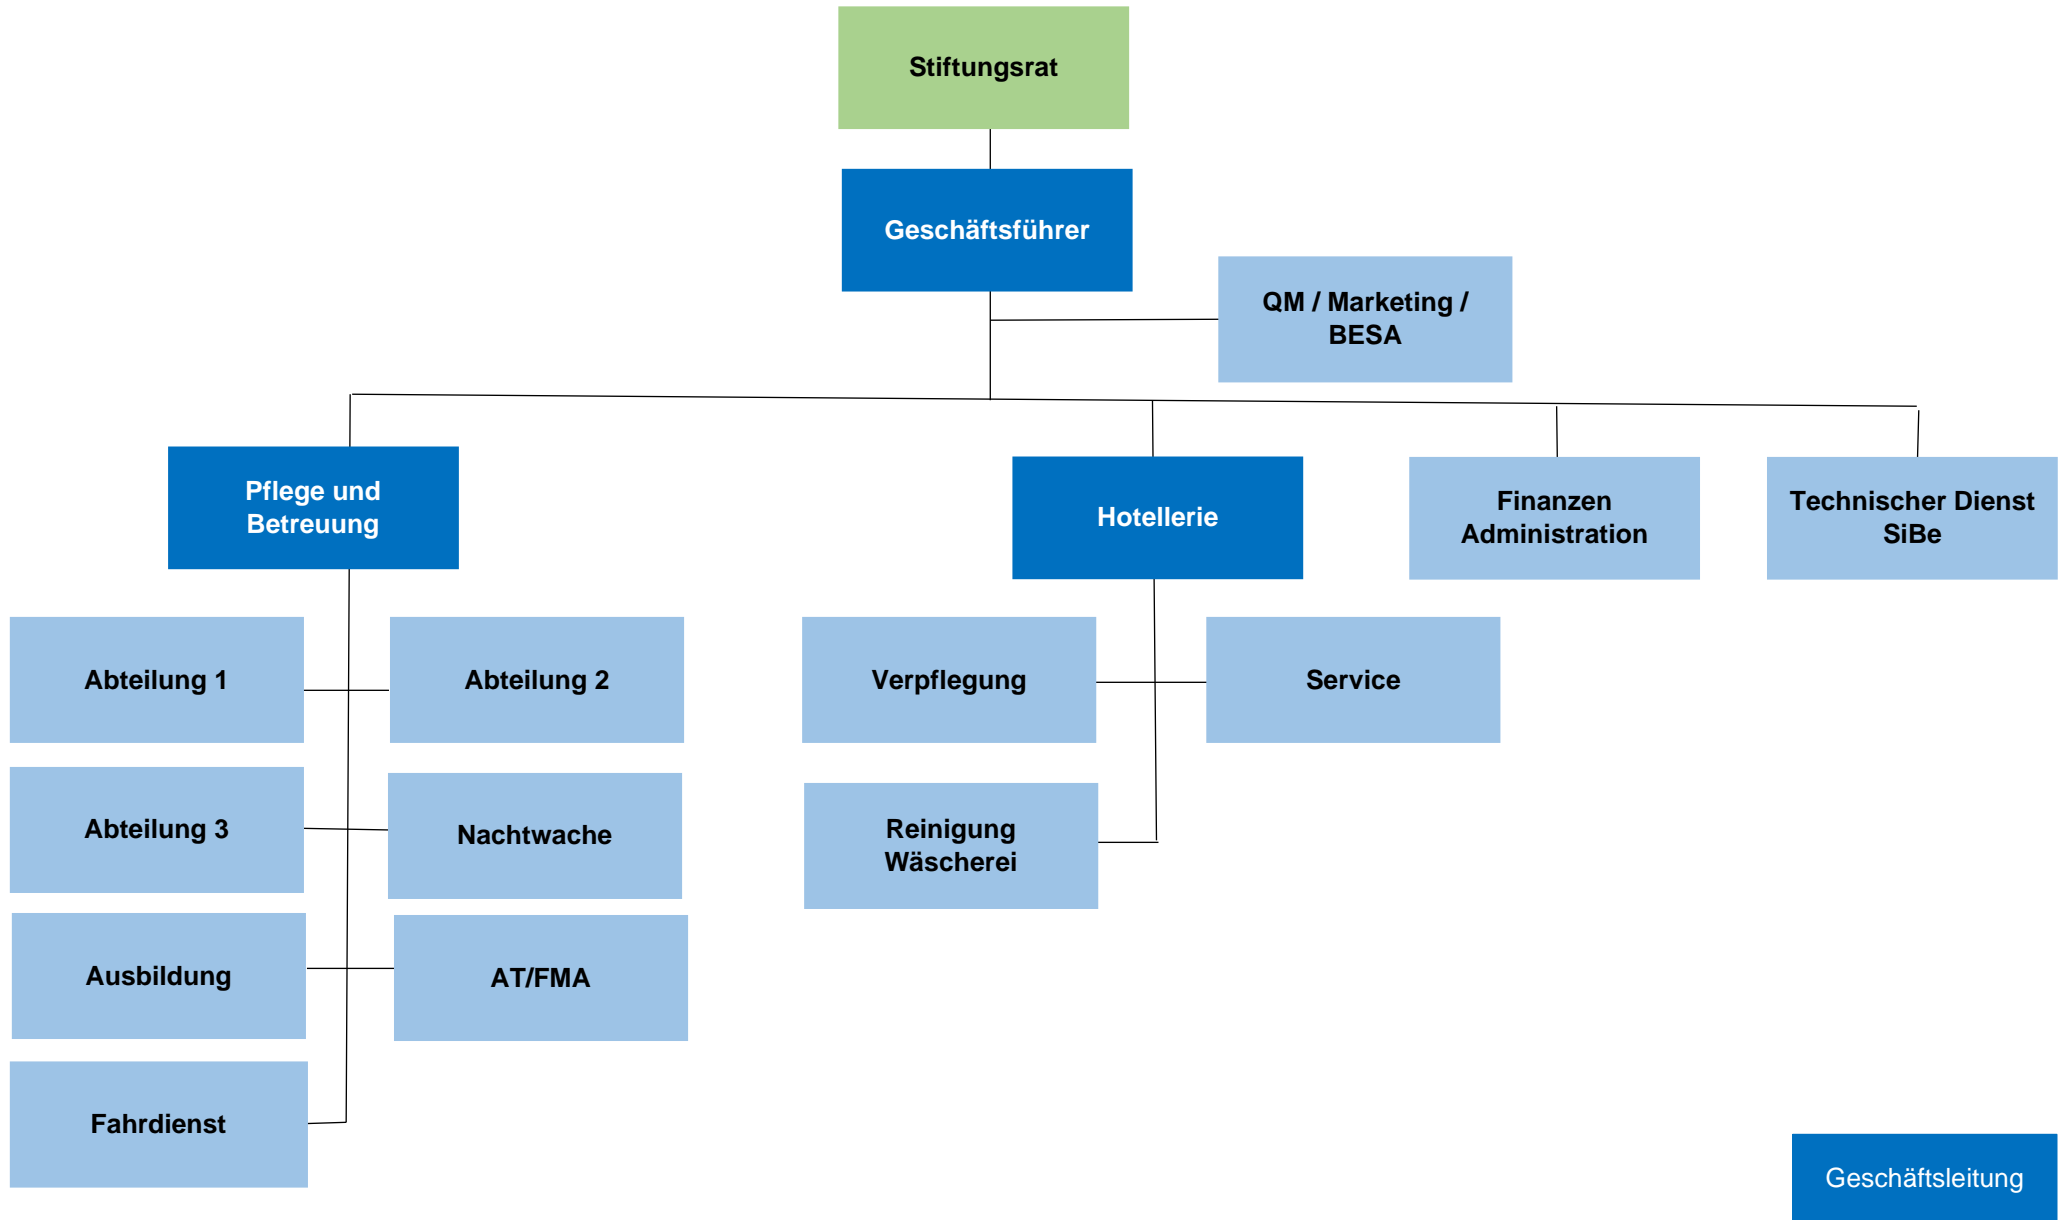 Stiftungsrat
Geschäftsführer
QM / Marketing /
BESA
Pflege und
Betreuung
Hotellerie
Finanzen
Administration
Technischer Dienst
SiBe
Abteilung 1
Abteilung 2
Verpflegung
Service
Abteilung 3
Nachtwache
Reinigung
Wäscherei
Ausbildung
AT/FMA
Fahrdienst
Geschäftsleitung